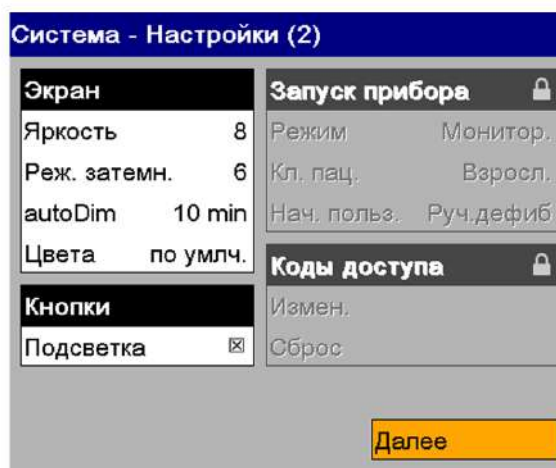 Система - Настройки (2)
Экран
Яркость 8
Реж. затемн. 6
autoDim 10 min
Цвета по умлч.
Кнопки
Подсветка ☒
Запуск прибора
Режим Монитор.
Кл. пац. Взросл.
Нач. польз. Руч.дефиб
Коды доступа
Измен.
Сброс
Далее